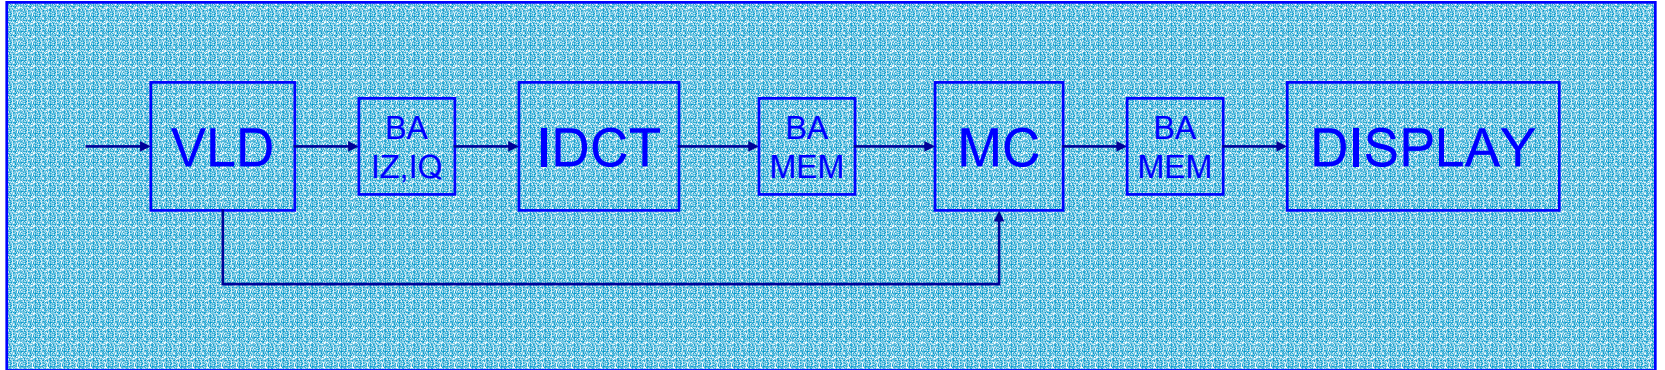 VLD
BA
IZ,IQ
IDCT
BA
MEM
MC
BA
MEM
DISPLAY